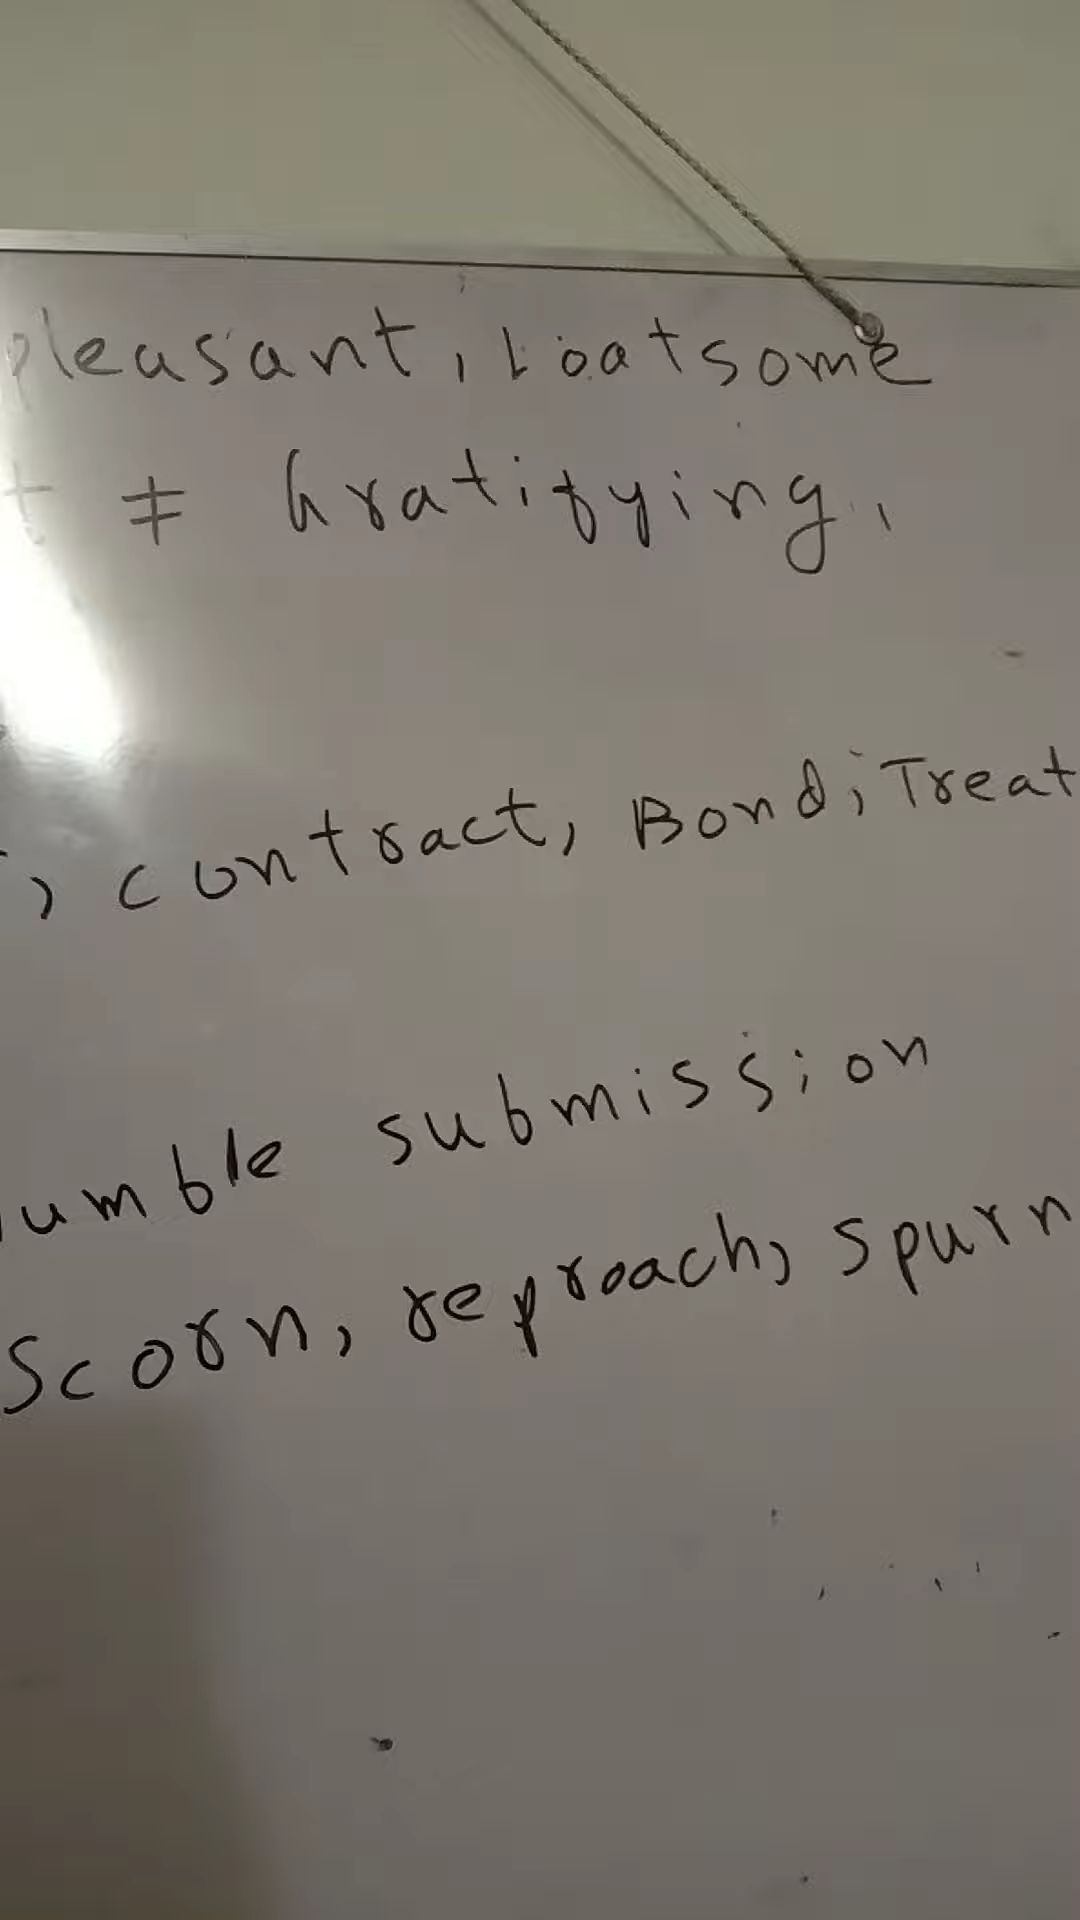 pleasant, Loatsome
t ≠ Gratifying,
, contract, Bond, Treat
umble submission
Scorn, reproach, spurn